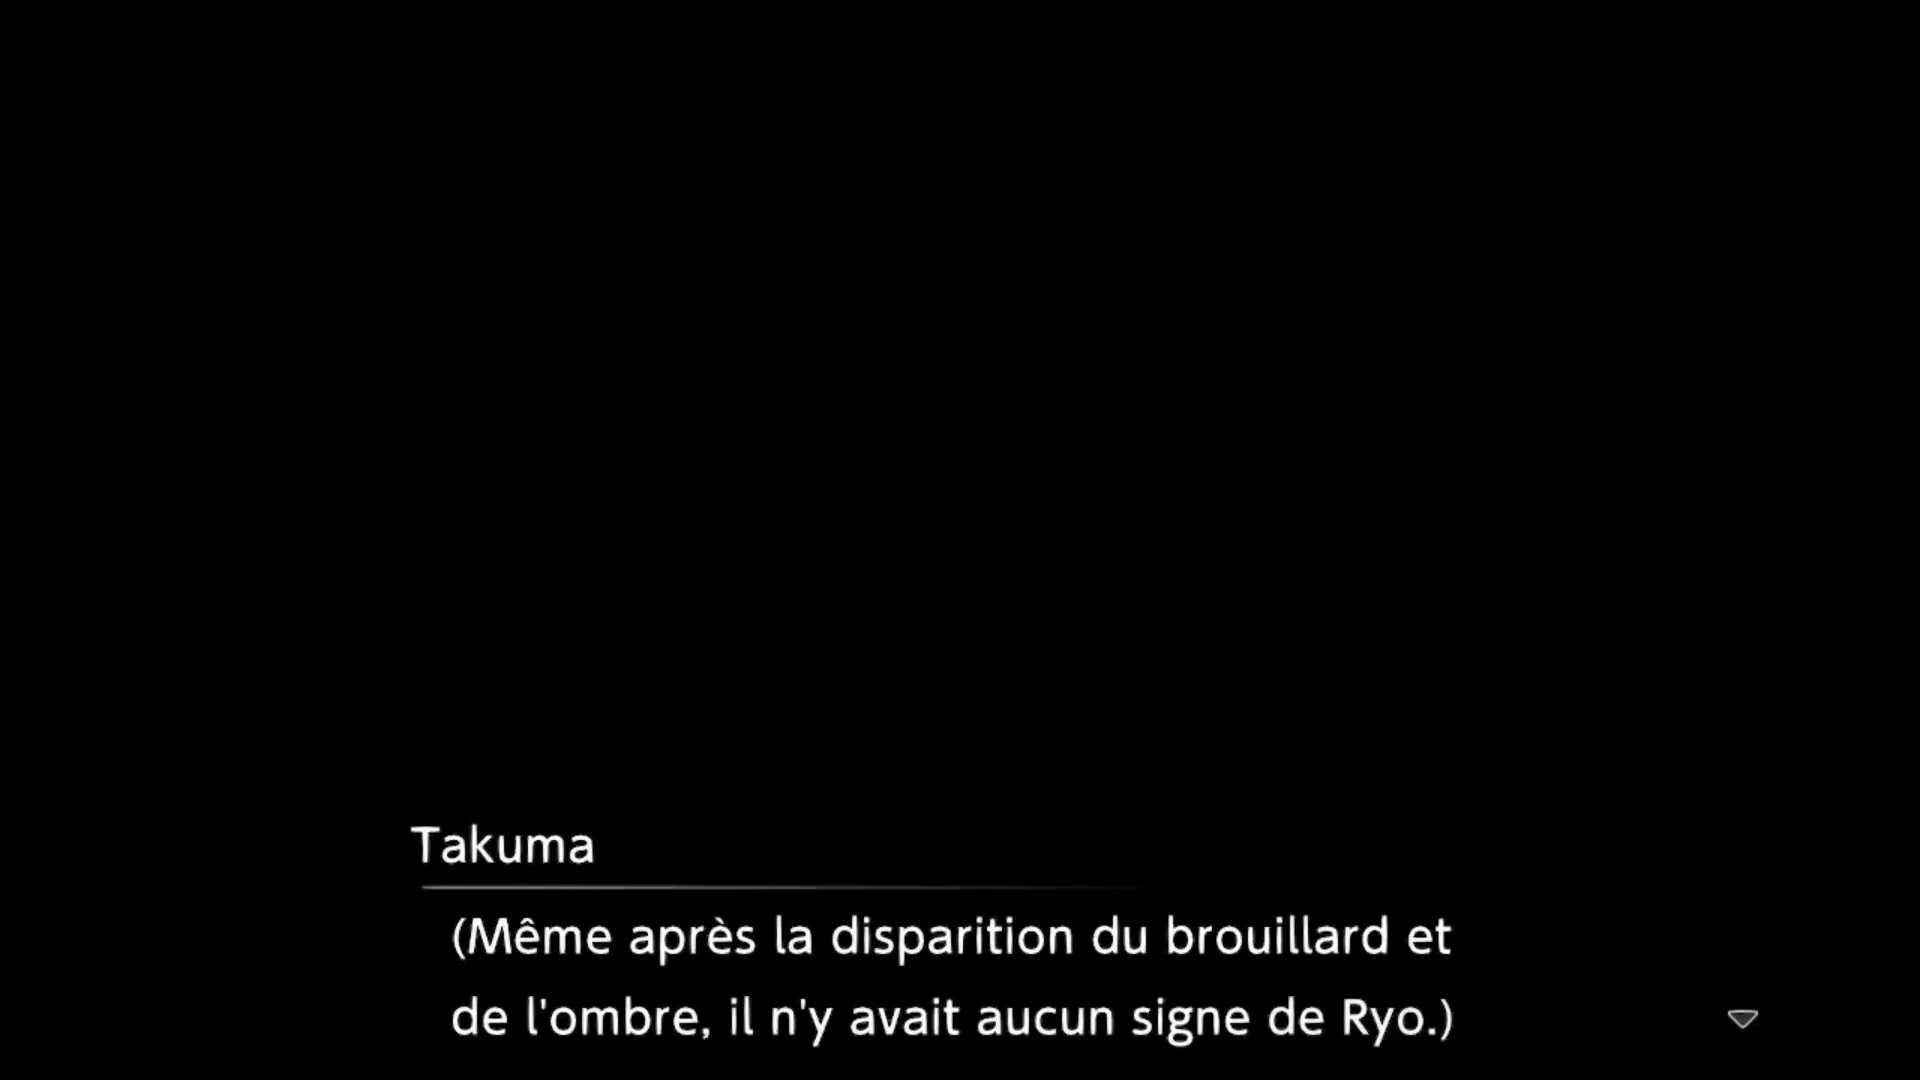 Takuma
(Même après la disparition du brouillard et
de l'ombre, il n'y avait aucun signe de Ryo.)